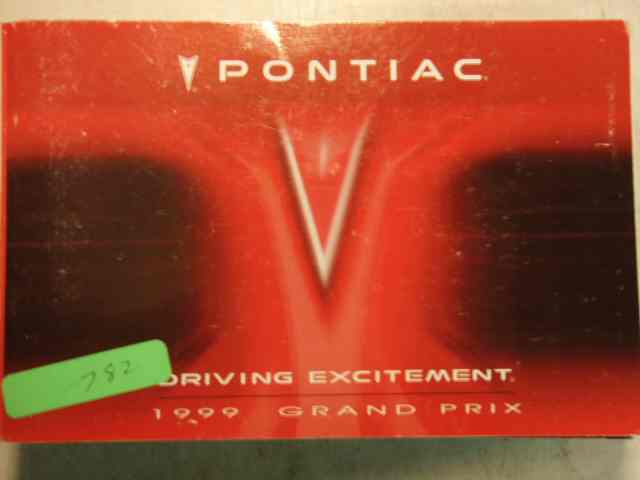 PONTIAC
DRIVING EXCITEMENT
1999 GRAND PRIX
782